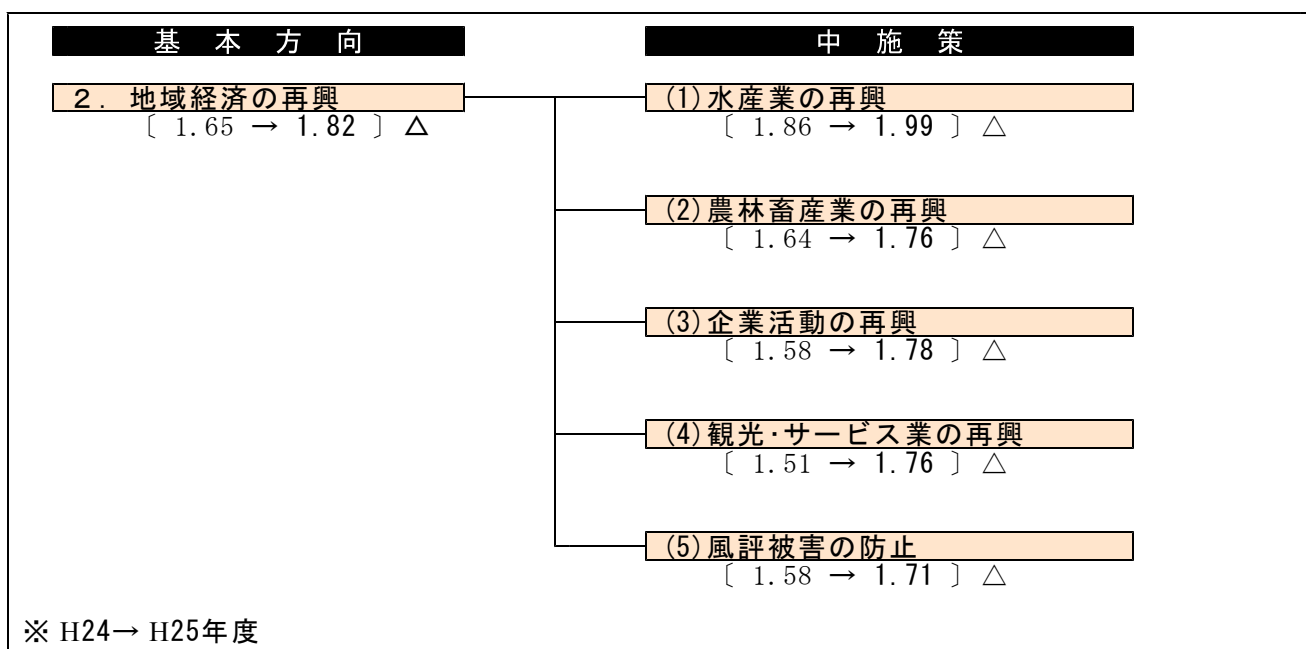 基 本 方 向
中 施 策
２．地域経済の再興
〔 1.65 → 1.82 〕△
(1)水産業の再興
〔 1.86 → 1.99 〕△
(2)農林畜産業の再興
〔 1.64 → 1.76 〕△
(3)企業活動の再興
〔 1.58 → 1.78 〕△
(4)観光・サービス業の再興
〔 1.51 → 1.76 〕△
(5)風評被害の防止
〔 1.58 → 1.71 〕△
※ H24→ H25年度